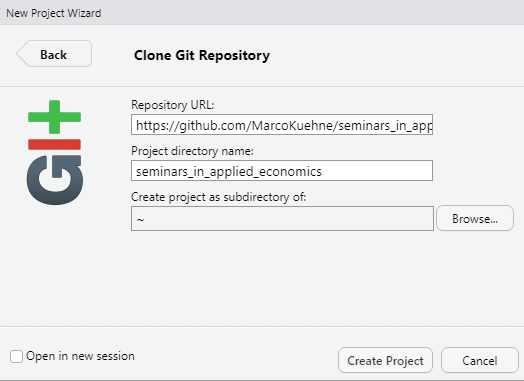 New Project Wizard
Back
Clone Git Repository
Repository URL:
https://github.com/MarcoKuehne/seminars_in_app
Project directory name:
seminars_in_applied_economics
Create project as subdirectory of:
~
Browse...
GIt
Open in new session
Create Project
Cancel